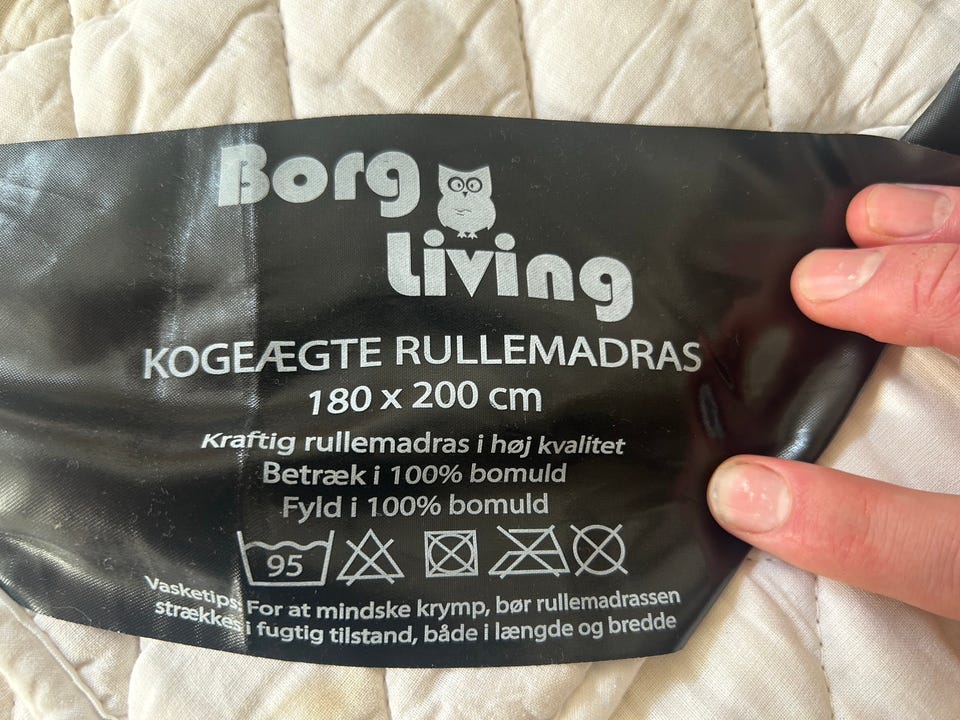 Borg
Living
KOGEÆGTE RULLEMADRAS
180 x 200 cm
Kraftig rullemadras i høj kvalitet
Betræk i 100% bomuld
Fyld i 100% bomuld
95
Vasketips: For at mindske krymp, bør rullemadrassen
strækkes i fugtig tilstand, både i længde og bredde